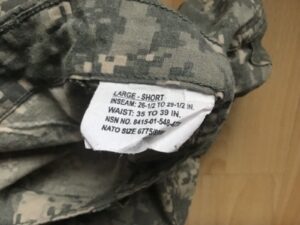 LARGE - SHORT
INSEAM: 26-1/2 TO 29-1/2 IN.
WAIST: 35 TO 39 IN.
NSN NO. 8415-01-548-
NATO SIZE 6775/